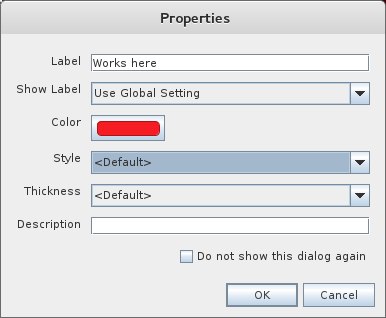 Properties
Label Works here
Show Label Use Global Setting
Color
Style <Default>
Thickness <Default>
Description
Do not show this dialog again
OK Cancel